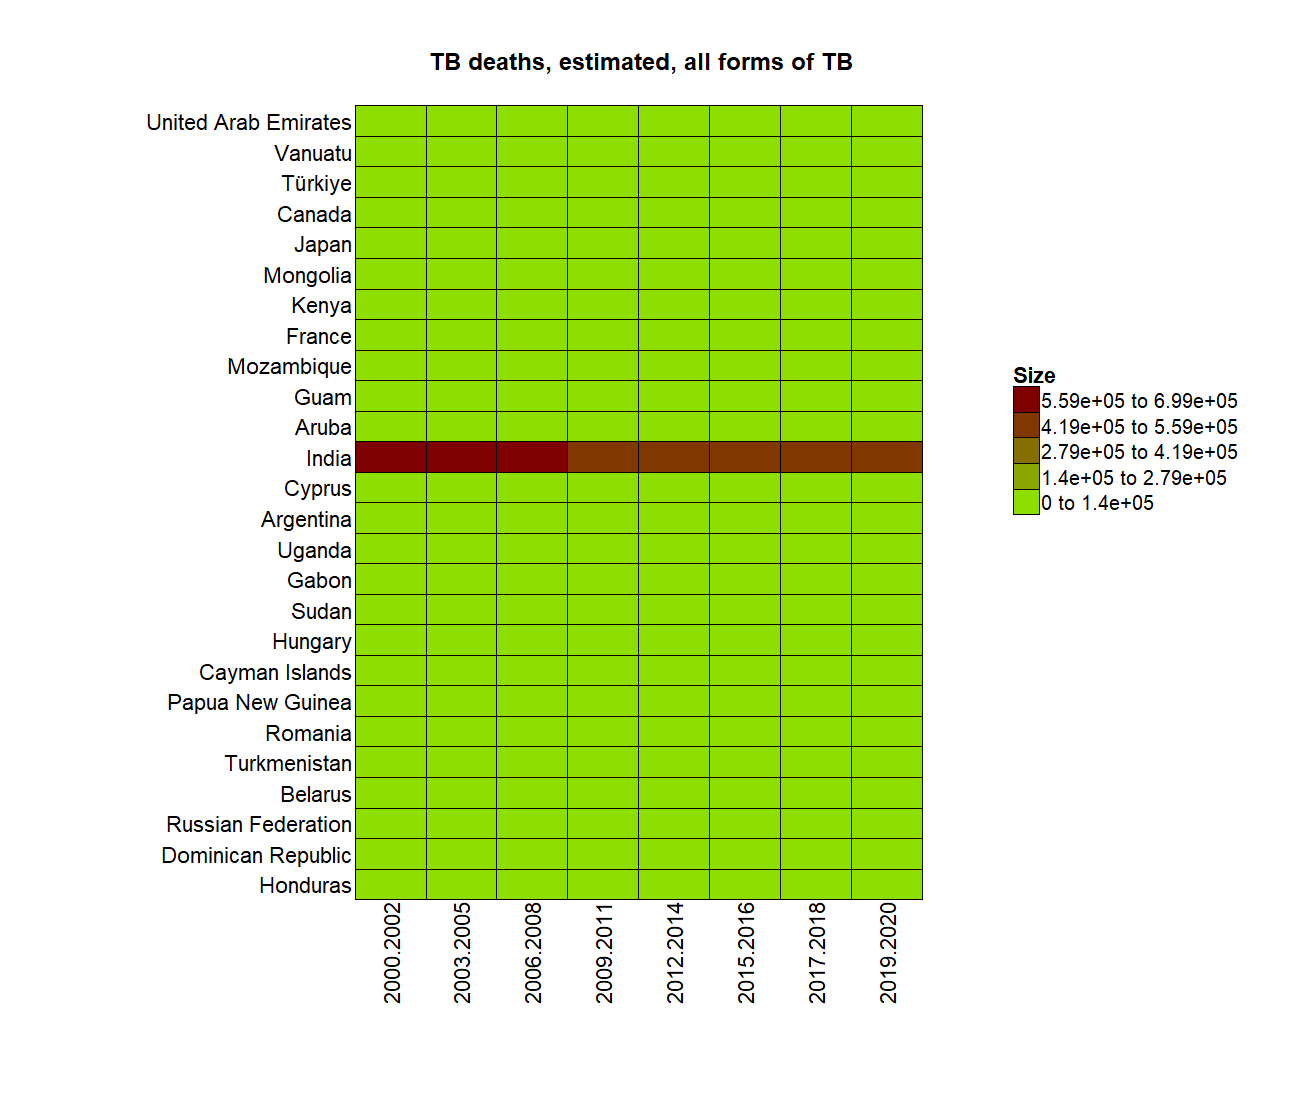 TB deaths, estimated, all forms of TB
United Arab Emirates
Vanuatu
Türkiye
Canada
Japan
Mongolia
Kenya
France
Mozambique
Guam
Aruba
India
Cyprus
Argentina
Uganda
Gabon
Sudan
Hungary
Cayman Islands
Papua New Guinea
Romania
Turkmenistan
Belarus
Russian Federation
Dominican Republic
Honduras
2000.2002
2003.2005
2006.2008
2009.2011
2012.2014
2015.2016
2017.2018
2019.2020
Size
5.59e+05 to 6.99e+05
4.19e+05 to 5.59e+05
2.79e+05 to 4.19e+05
1.4e+05 to 2.79e+05
0 to 1.4e+05